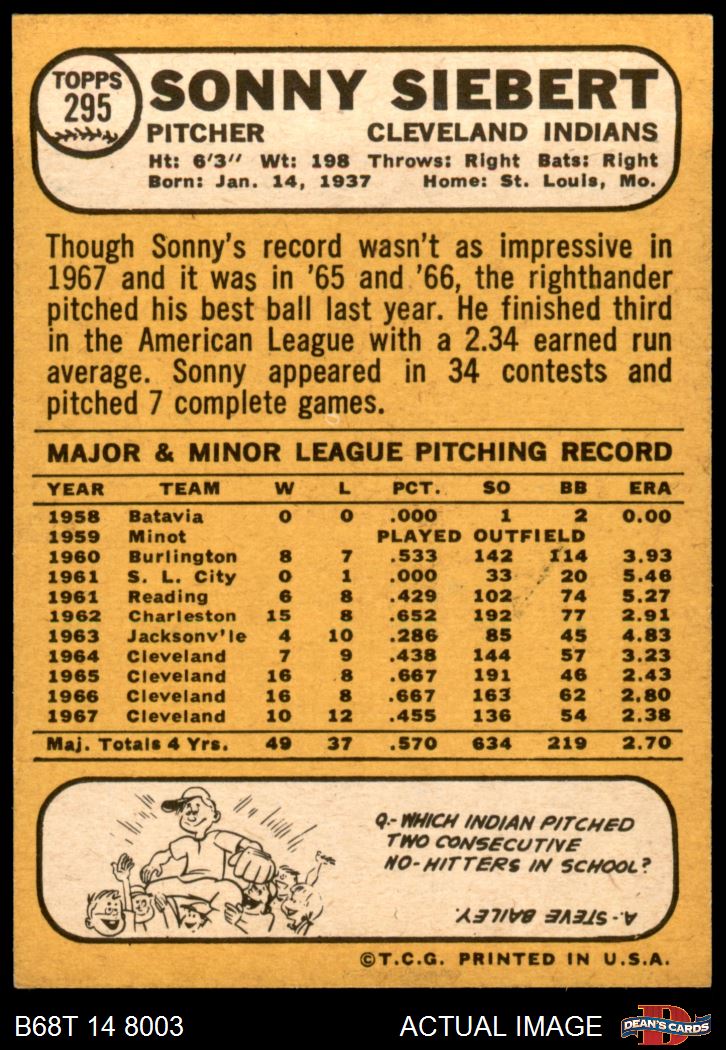 TOPPS
295
SONNY SIEBERT
PITCHER CLEVELAND INDIANS
Ht: 6'3" Wt: 198 Throws: Right Bats: Right
Born: Jan. 14, 1937 Home: St. Louis, Mo.
Though Sonny's record wasn't as impressive in
1967 and it was in '65 and '66, the righthander
pitched his best ball last year. He finished third
in the American League with a 2.34 earned run
average. Sonny appeared in 34 contests and
pitched 7 complete games.
MAJOR & MINOR LEAGUE PITCHING RECORD
YEAR TEAM W L PCT. SO BB ERA
1958 Batavia 0 0 .000 1 2 0.00
1959 Minot PLAYED OUTFIELD
1960 Burlington 8 7 .533 142 114 3.93
1961 S. L. City 0 1 .000 33 20 5.46
1961 Reading 6 8 .429 102 74 5.27
1962 Charleston 15 8 .652 192 77 2.91
1963 Jacksonv'le 4 10 .286 85 45 4.83
1964 Cleveland 7 9 .438 144 57 3.23
1965 Cleveland 16 8 .667 191 46 2.43
1966 Cleveland 16 8 .667 163 62 2.80
1967 Cleveland 10 12 .455 136 54 2.38
Maj. Totals 4 Yrs. 49 37 .570 634 219 2.70
Q.- WHICH INDIAN PITCHED
TWO CONSECUTIVE
NO-HITTERS IN SCHOOL?
A.- STEVE BAILEY.
©T.C.G. PRINTED IN U.S.A.
B68T 14 8003 ACTUAL IMAGE
D
DEAN'S CARDS